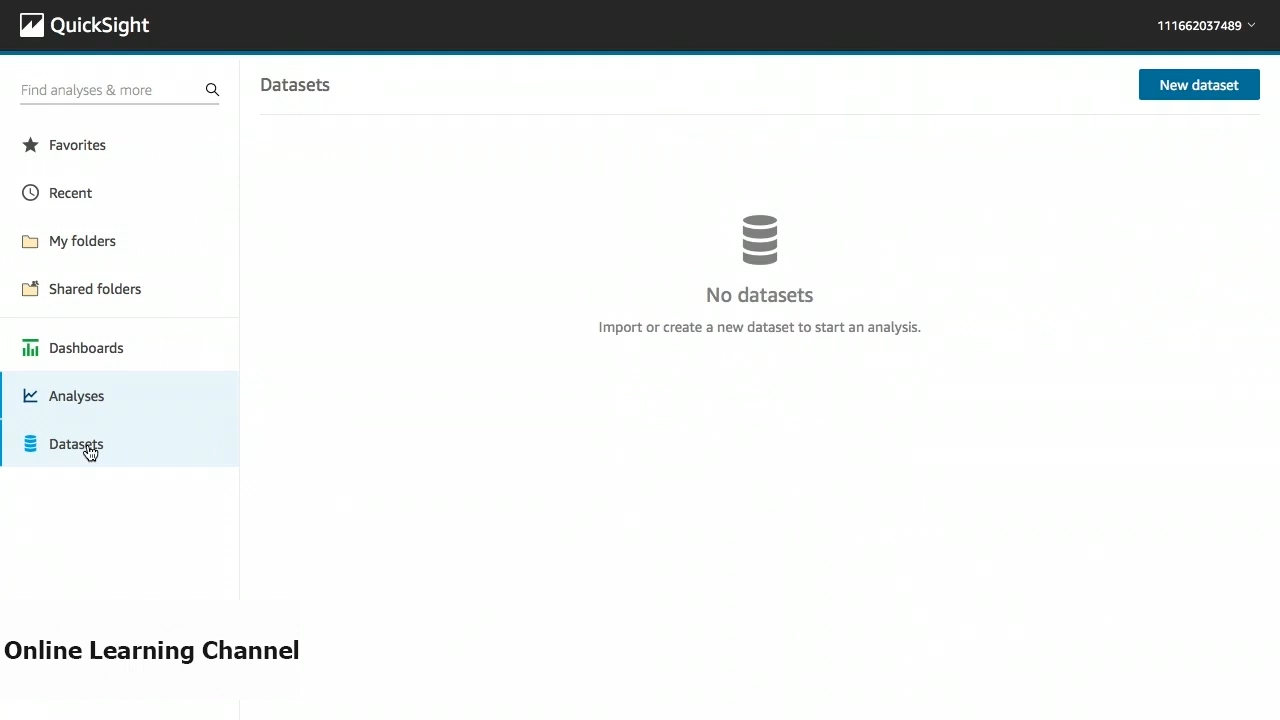 QuickSight
111662037489
Find analyses & more
Datasets
New dataset
Favorites
Recent
My folders
Shared folders
No datasets
Import or create a new dataset to start an analysis.
Dashboards
Analyses
Datasets
Online Learning Channel